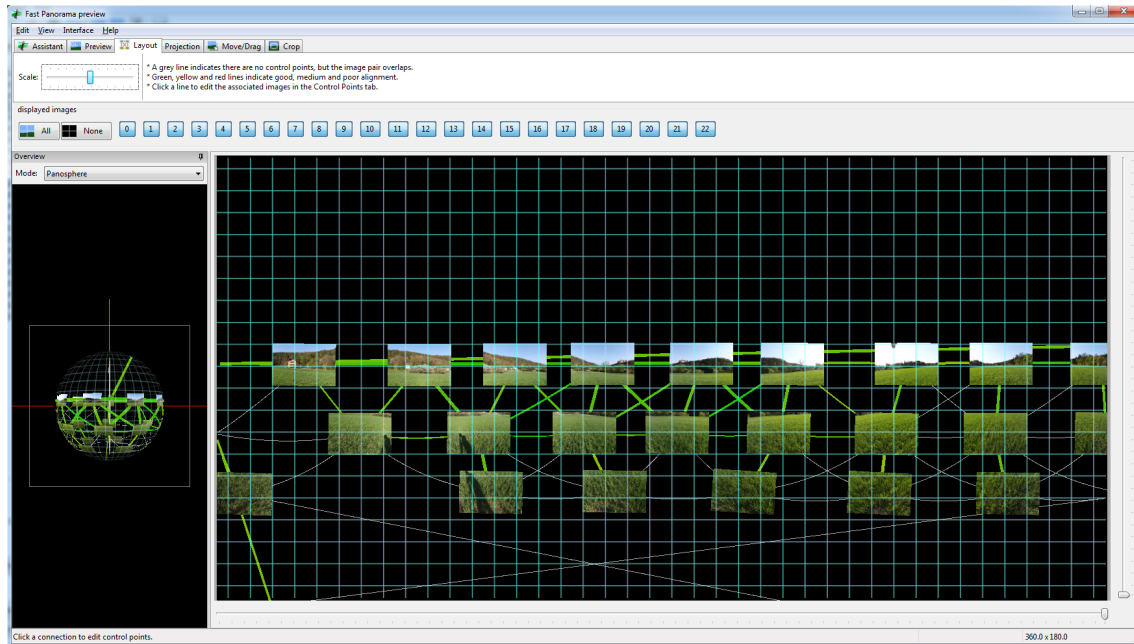 Fast Panorama preview
Edit View Interface Help
Assistant Preview Layout Projection Move/Drag Crop
Scale:
* A grey line indicates there are no control points, but the image pair overlaps.
* Green, yellow and red lines indicate good, medium and poor alignment.
* Click a line to edit the associated images in the Control Points tab.
displayed images
All None 0 1 2 3 4 5 6 7 8 9 10 11 12 13 14 15 16 17 18 19 20 21 22
Overview
Mode: Panosphere
Click a connection to edit control points.
360.0 x 180.0